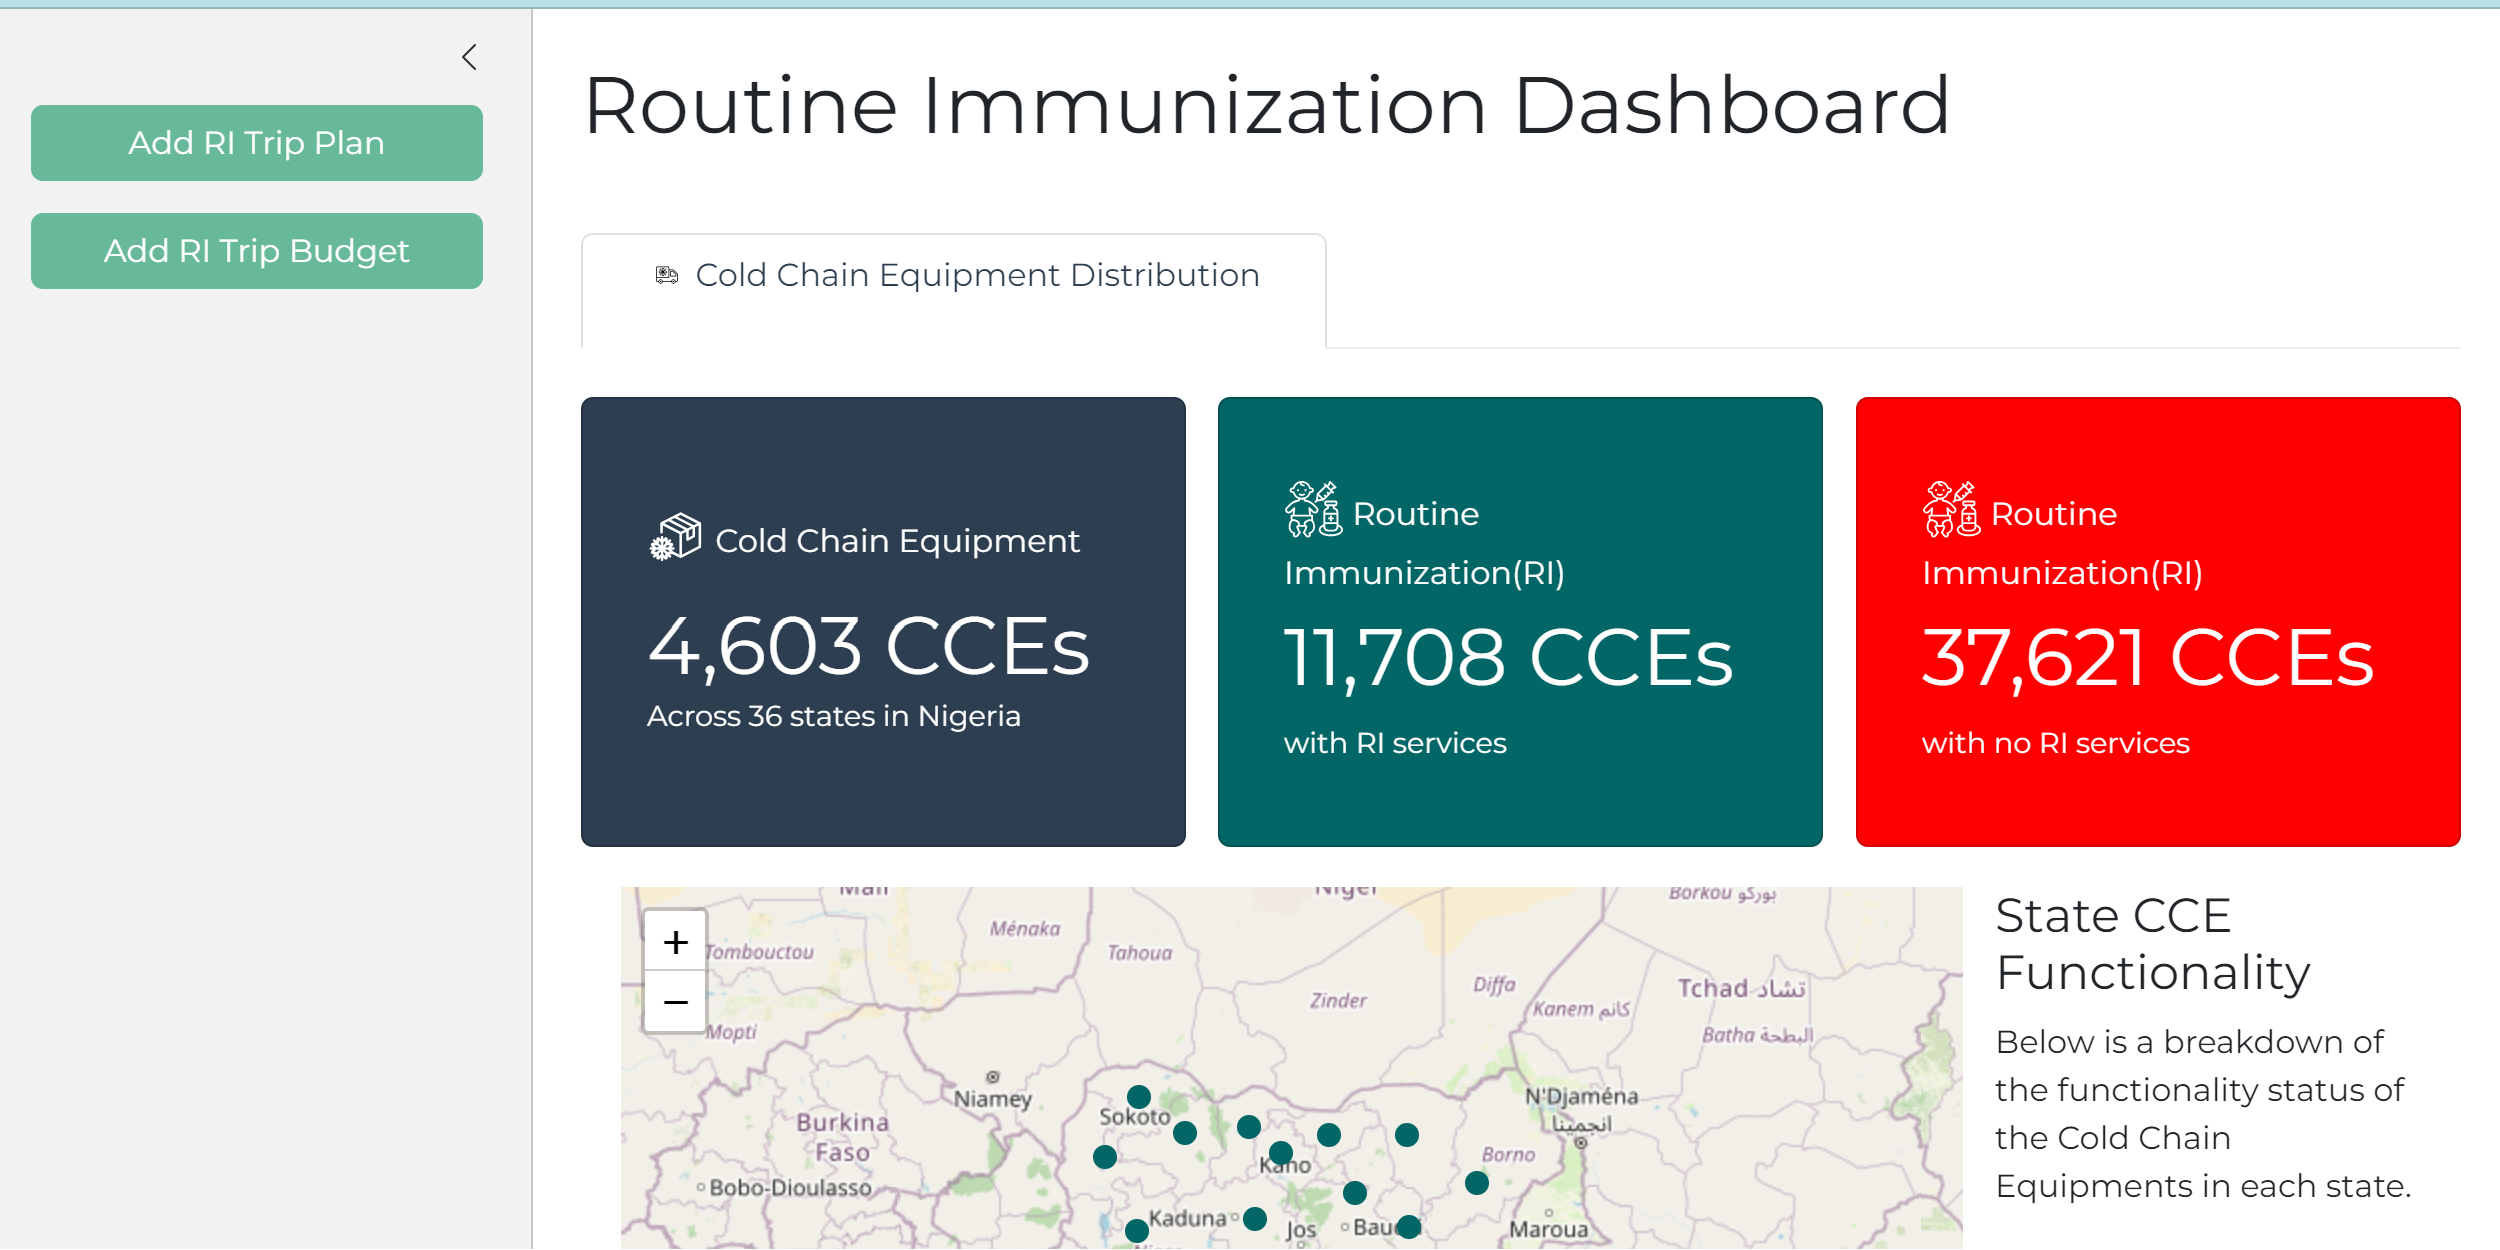 Routine Immunization Dashboard
Add RI Trip Plan
Add RI Trip Budget
Cold Chain Equipment Distribution
Cold Chain Equipment
4,603 CCEs
Across 36 states in Nigeria
Routine
Immunization(RI)
11,708 CCEs
with RI services
Routine
Immunization(RI)
37,621 CCEs
with no RI services
+
−
Mali
Niger
Borkou بوركو
Ménaka
Tombouctou
Tahoua
Diffa
Tchad تشاد
Zinder
Kanem كانم
Mopti
Batha البطحة
Niamey
N'Djaména
انجمينا
Sokoto
Burkina
Faso
Borno
Kano
Bobo-Dioulasso
Kaduna
Jos
Maroua
State CCE
Functionality
Below is a breakdown of
the functionality status of
the Cold Chain
Equipments in each state.